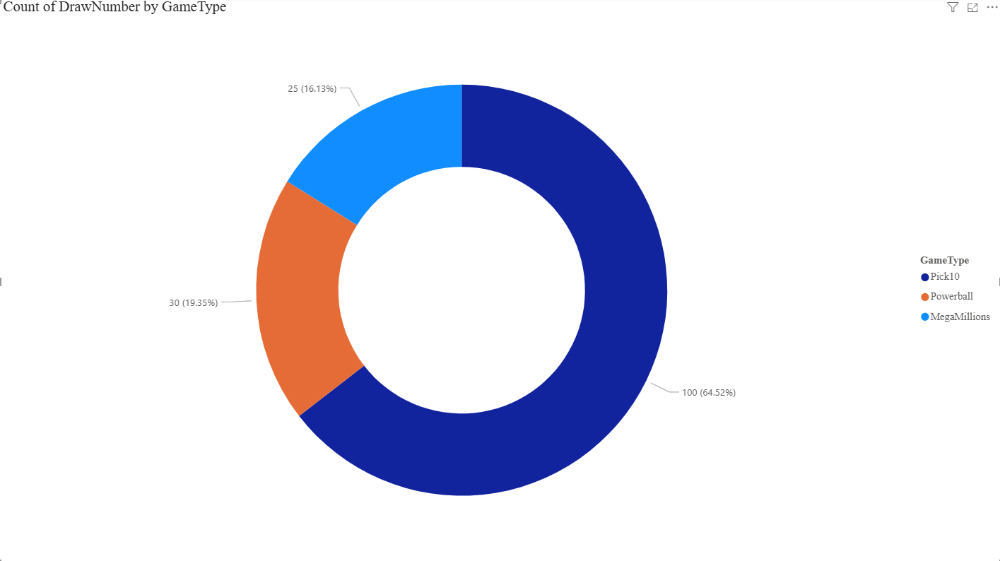 Count of DrawNumber by GameType
25 (16.13%)
30 (19.35%)
100 (64.52%)
GameType
Pick10
Powerball
MegaMillions